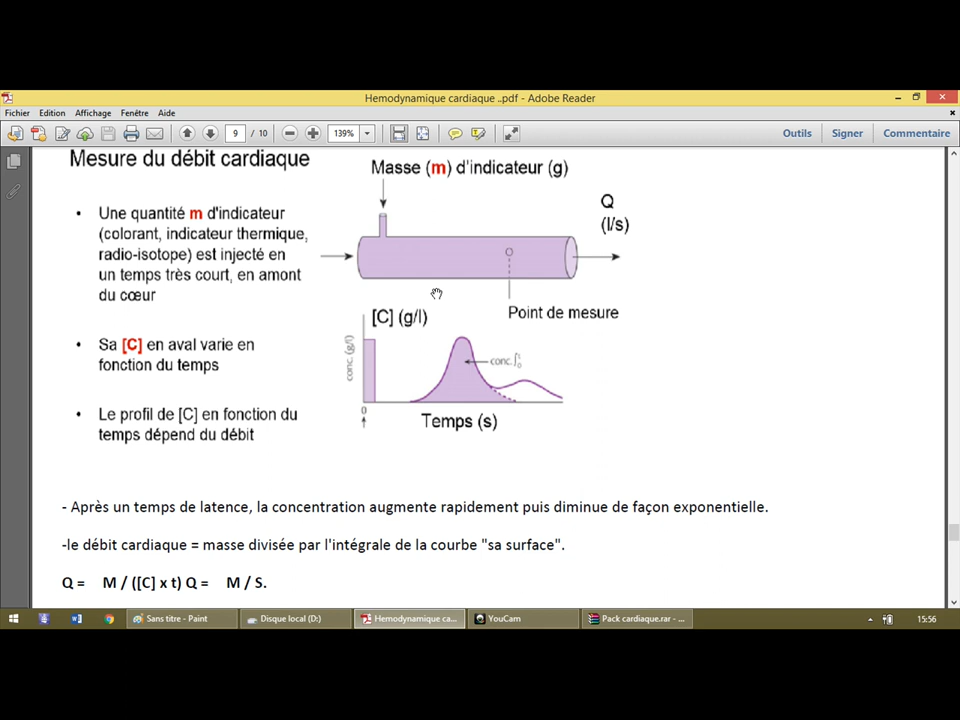 Hemodynamique cardiaque ..pdf - Adobe Reader
Fichier Edition Affichage Fenêtre Aide
9 / 10 139% Outils Signer Commentaire
Mesure du débit cardiaque
Masse (m) d'indicateur (g)
Q
(l/s)
• Une quantité m d'indicateur
(colorant, indicateur thermique,
radio-isotope) est injecté en
un temps très court, en amont
du cœur
Point de mesure
[C] (g/l)
conc. (g/l)
conc.∫₀ᵗ
0
Temps (s)
• Sa [C] en aval varie en
fonction du temps
• Le profil de [C] en fonction du
temps dépend du débit
- Après un temps de latence, la concentration augmente rapidement puis diminue de façon exponentielle.
-le débit cardiaque = masse divisée par l'intégrale de la courbe "sa surface".
Q = M / ([C] x t) Q = M / S.
Sans titre - Paint Disque local (D:) Hemodynamique ca... YouCam Pack cardiaque.rar - ... 15:56